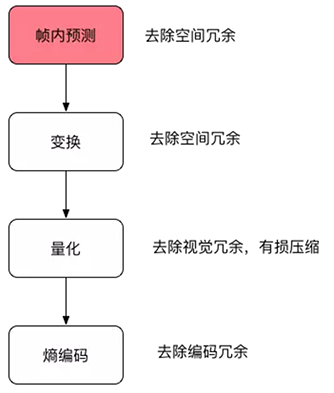 帧内预测
去除空间冗余
变换
去除空间冗余
量化
去除视觉冗余，有损压缩
熵编码
去除编码冗余